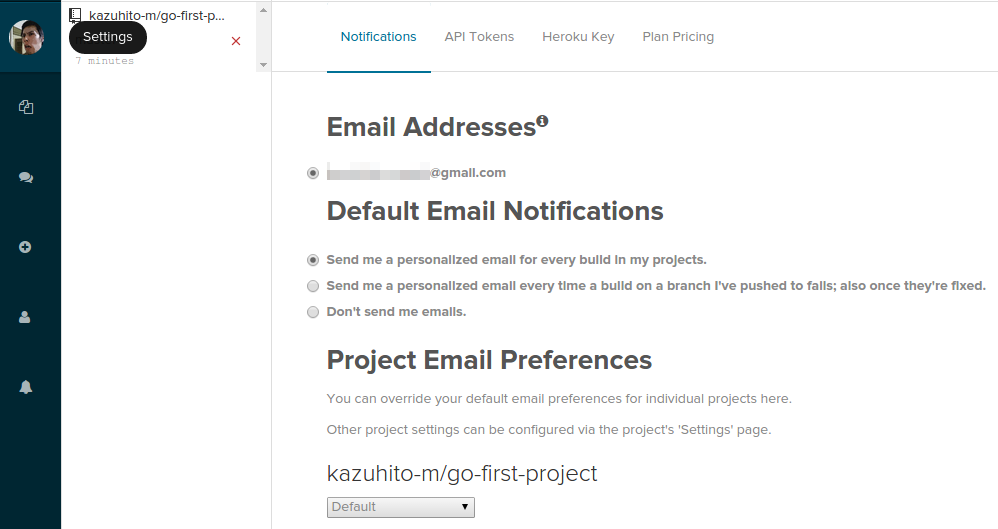 kazuhito-m/go-first-p...
Settings
7 minutes
Notifications
API Tokens
Heroku Key
Plan Pricing
Email Addresses
@gmail.com
Default Email Notifications
Send me a personalized email for every build in my projects.
Send me a personalized email every time a build on a branch I've pushed to fails; also once they're fixed.
Don't send me emails.
Project Email Preferences
You can override your default email preferences for individual projects here.
Other project settings can be configured via the project's 'Settings' page.
kazuhito-m/go-first-project
Default